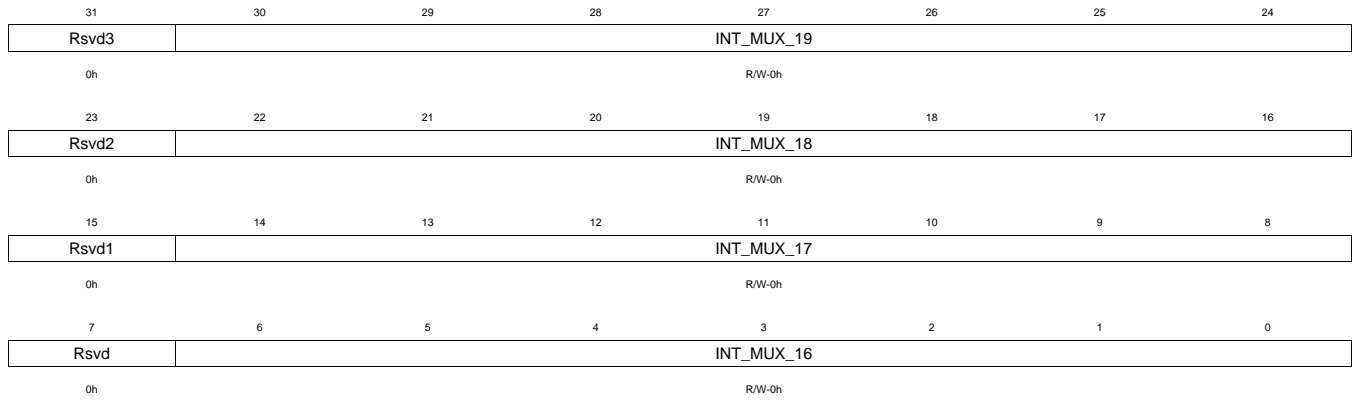 31 30 29 28 27 26 25 24
Rsvd3 INT_MUX_19
0h R/W-0h
23 22 21 20 19 18 17 16
Rsvd2 INT_MUX_18
0h R/W-0h
15 14 13 12 11 10 9 8
Rsvd1 INT_MUX_17
0h R/W-0h
7 6 5 4 3 2 1 0
Rsvd INT_MUX_16
0h R/W-0h